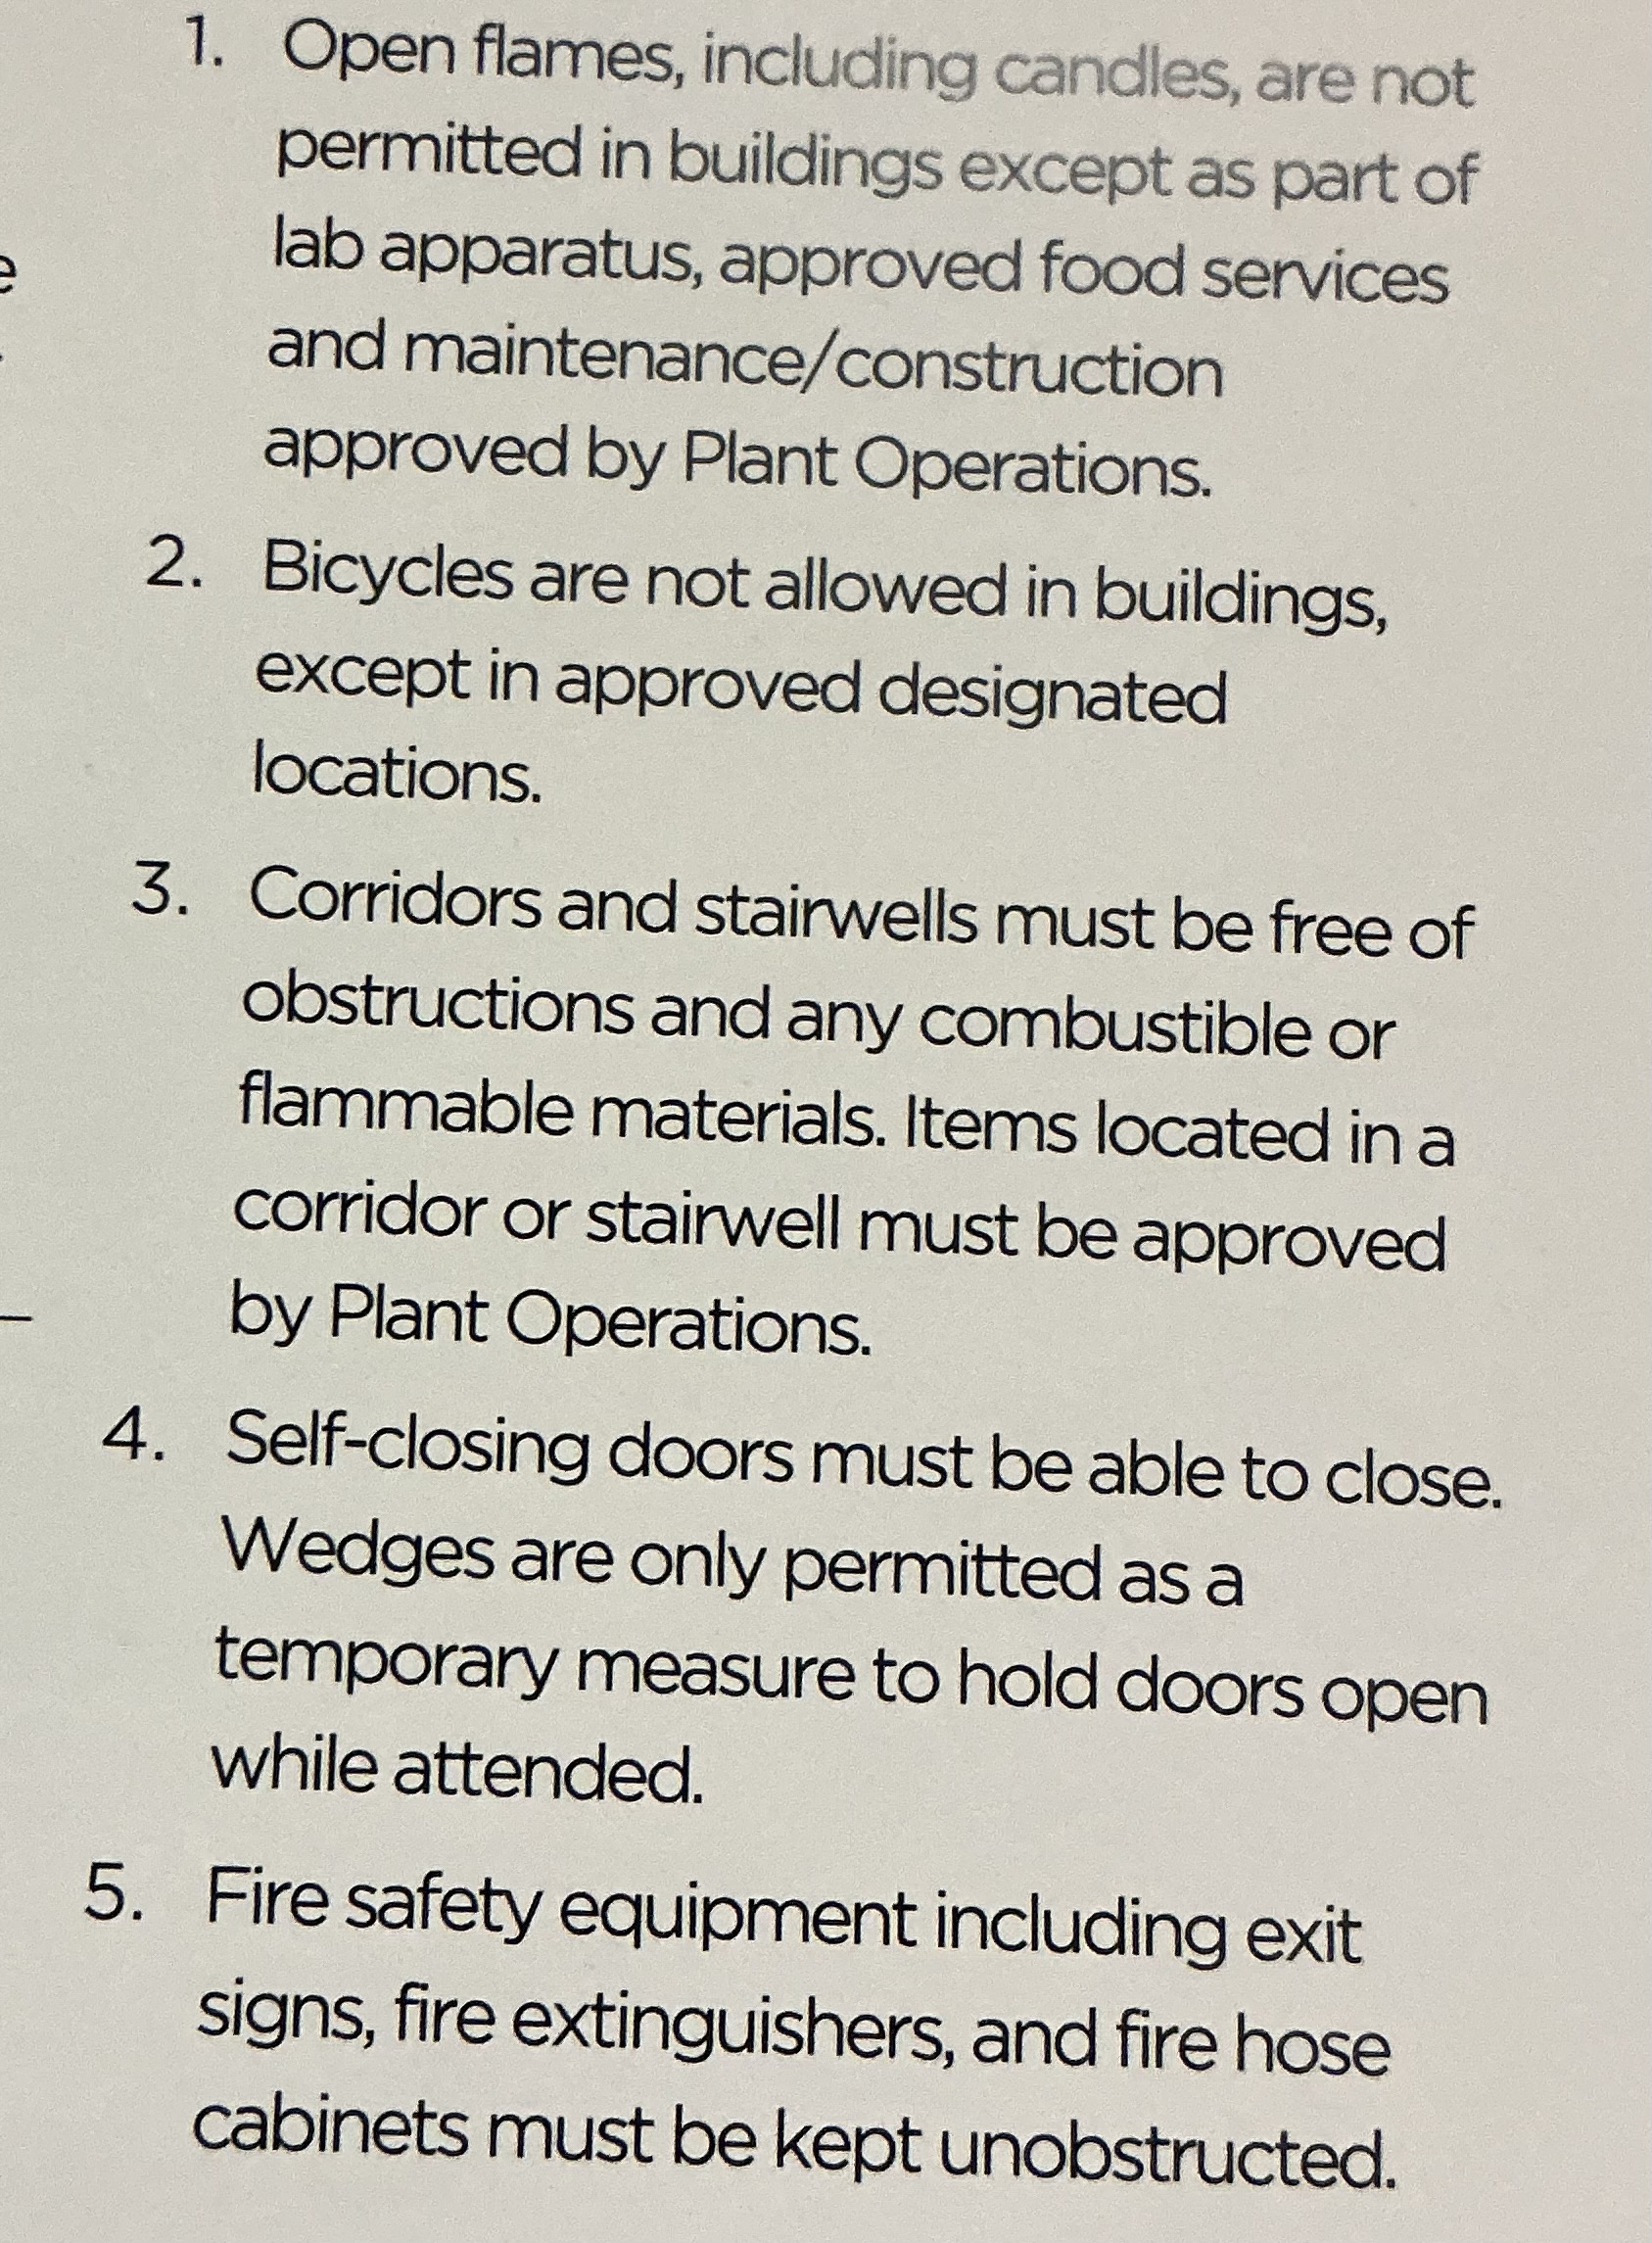 1. Open flames, including candles, are not
permitted in buildings except as part of
lab apparatus, approved food services
and maintenance/construction
approved by Plant Operations.
2. Bicycles are not allowed in buildings,
except in approved designated
locations.
3. Corridors and stairwells must be free of
obstructions and any combustible or
flammable materials. Items located in a
corridor or stairwell must be approved
by Plant Operations.
4. Self-closing doors must be able to close.
Wedges are only permitted as a
temporary measure to hold doors open
while attended.
5. Fire safety equipment including exit
signs, fire extinguishers, and fire hose
cabinets must be kept unobstructed.